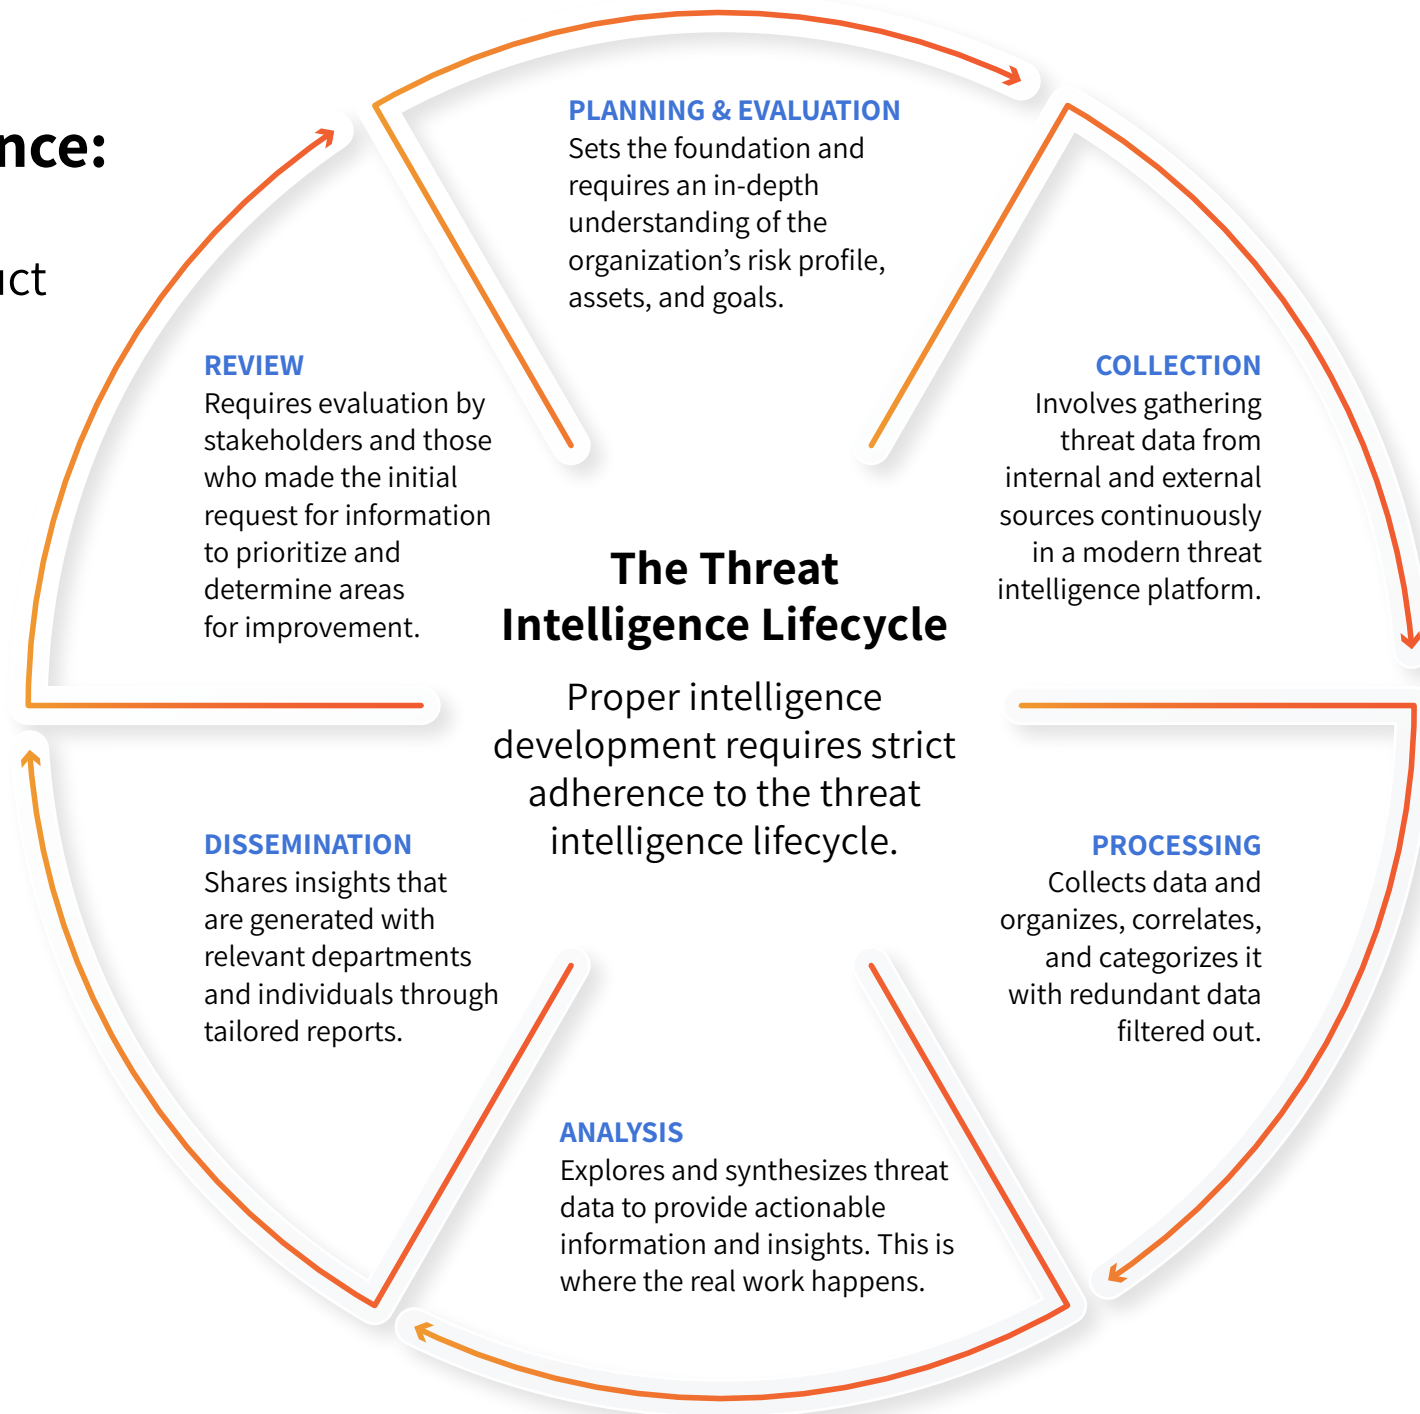 nce:
uct
PLANNING & EVALUATION
Sets the foundation and
requires an in-depth
understanding of the
organization’s risk profile,
assets, and goals.
COLLECTION
Involves gathering
threat data from
internal and external
sources continuously
in a modern threat
intelligence platform.
PROCESSING
Collects data and
organizes, correlates,
and categorizes it
with redundant data
filtered out.
ANALYSIS
Explores and synthesizes threat
data to provide actionable
information and insights. This is
where the real work happens.
DISSEMINATION
Shares insights that
are generated with
relevant departments
and individuals through
tailored reports.
REVIEW
Requires evaluation by
stakeholders and those
who made the initial
request for information
to prioritize and
determine areas
for improvement.
The Threat
Intelligence Lifecycle
Proper intelligence
development requires strict
adherence to the threat
intelligence lifecycle.